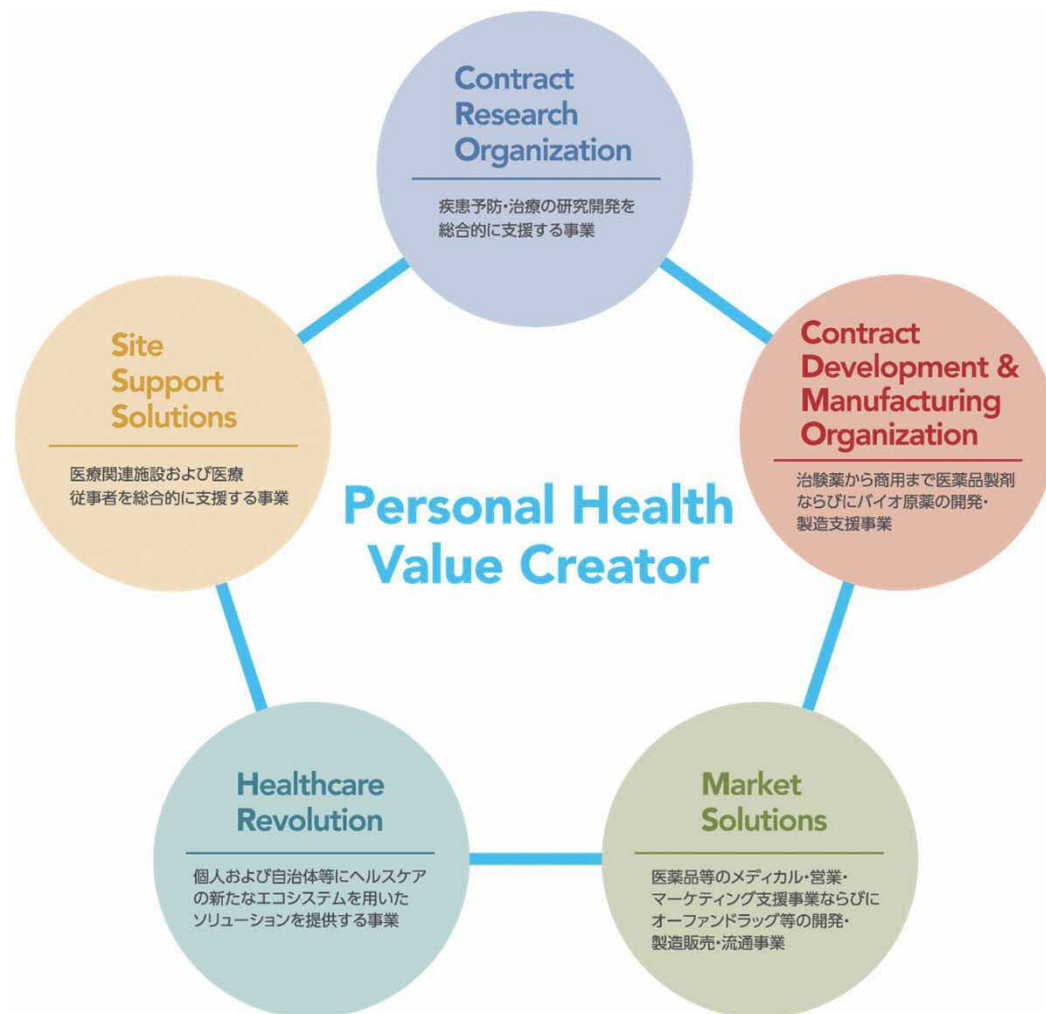 Contract
Research
Organization
疾患予防・治療の研究開発を
総合的に支援する事業
Site
Support
Solutions
医療関連施設および医療
従事者を総合的に支援する事業
Contract
Development &
Manufacturing
Organization
治験薬から商用まで医薬品製剤
ならびにバイオ原薬の開発・
製造支援事業
Personal Health
Value Creator
Healthcare
Revolution
個人および自治体等にヘルスケア
の新たなエコシステムを用いた
ソリューションを提供する事業
Market
Solutions
医薬品等のメディカル・営業・
マーケティング支援事業ならびに
オーファンドラッグ等の開発・
製造販売・流通事業